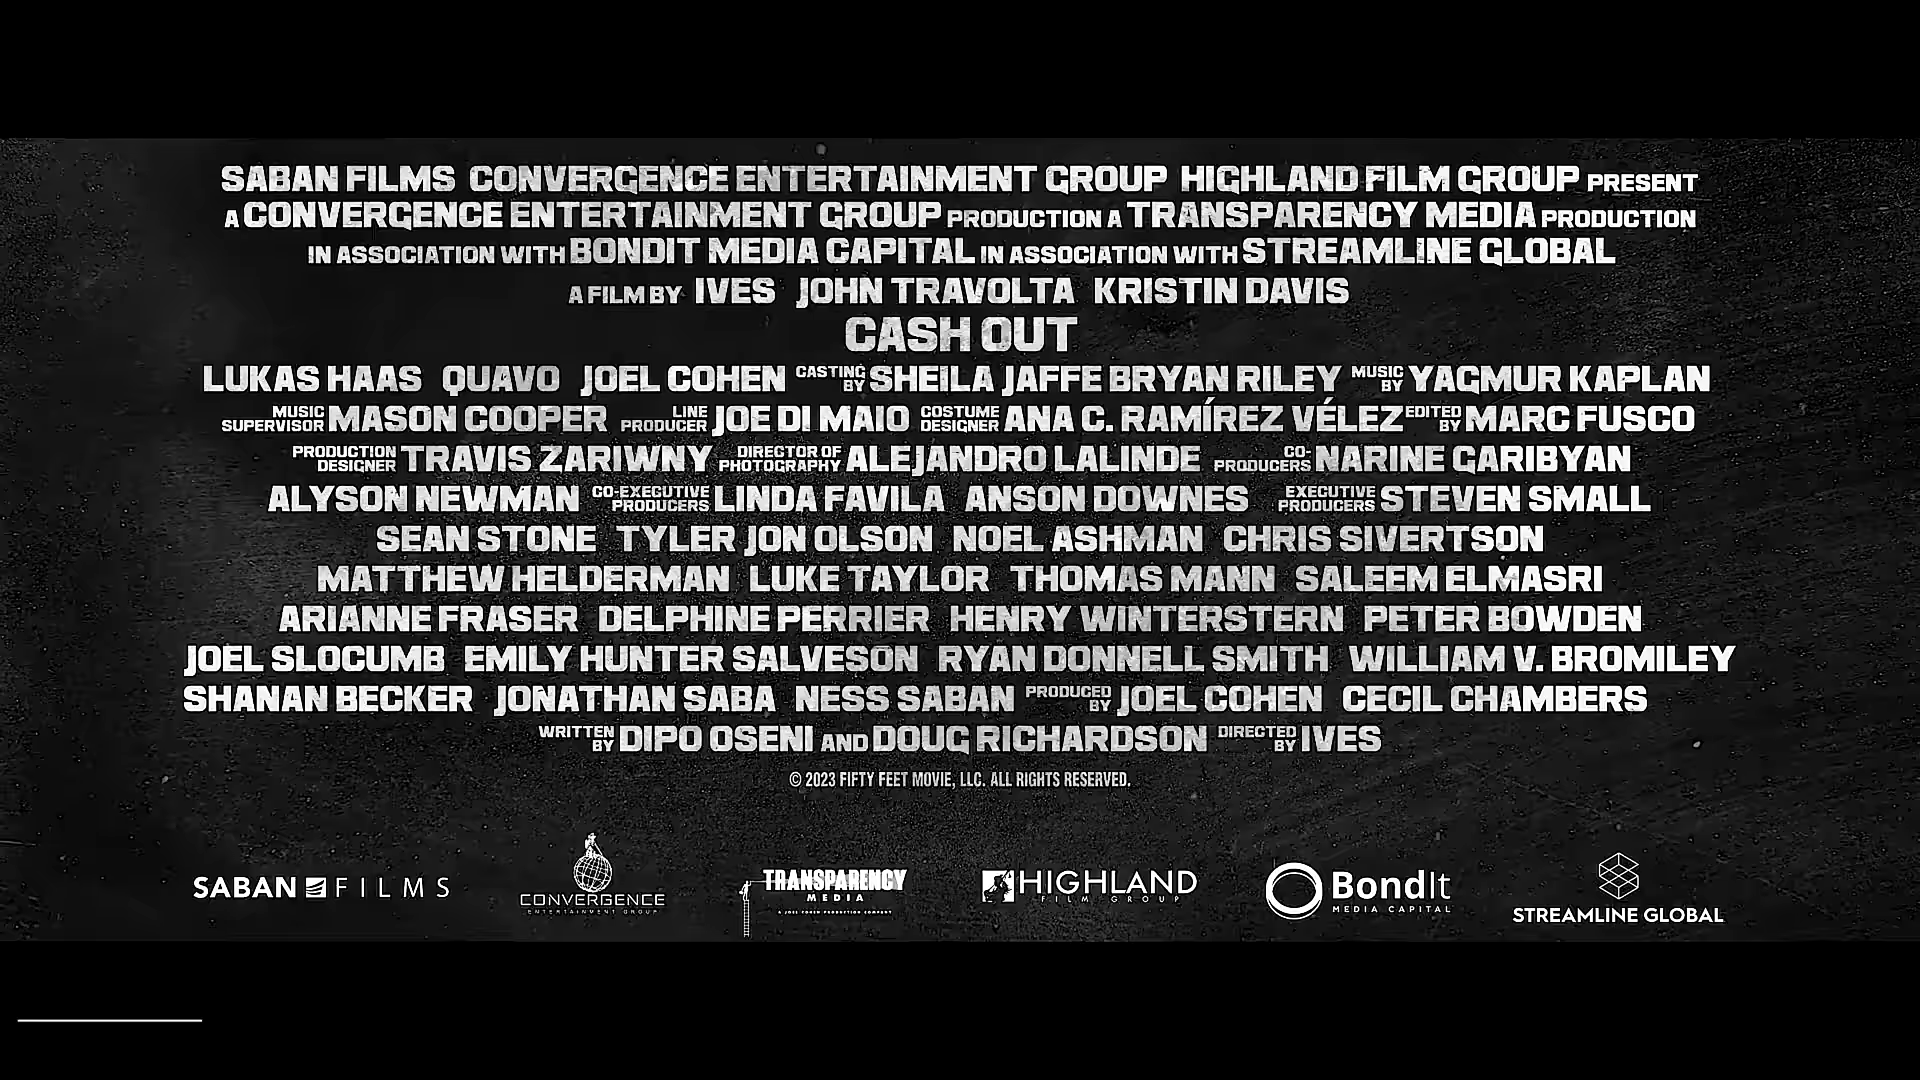 SABAN FILMS CONVERGENCE ENTERTAINMENT GROUP HIGHLAND FILM GROUP PRESENT
A CONVERGENCE ENTERTAINMENT GROUP PRODUCTION A TRANSPARENCY MEDIA PRODUCTION
IN ASSOCIATION WITH BONDIT MEDIA CAPITAL IN ASSOCIATION WITH STREAMLINE GLOBAL
A FILM BY IVES JOHN TRAVOLTA KRISTIN DAVIS
CASH OUT
LUKAS HAAS QUAVO JOEL COHEN CASTING BY SHEILA JAFFE BRYAN RILEY MUSIC BY YAGMUR KAPLAN
MUSIC SUPERVISOR MASON COOPER LINE PRODUCER JOE DI MAIO COSTUME DESIGNER ANA C. RAMÍREZ VÉLEZ EDITED BY MARC FUSCO
PRODUCTION DESIGNER TRAVIS ZARIWNY DIRECTOR OF PHOTOGRAPHY ALEJANDRO LALINDE CO-PRODUCERS NARINE GARIBYAN
ALYSON NEWMAN CO-EXECUTIVE PRODUCERS LINDA FAVILA ANSON DOWNES EXECUTIVE PRODUCERS STEVEN SMALL
SEAN STONE TYLER JON OLSON NOEL ASHMAN CHRIS SIVERTSON
MATTHEW HELDERMAN LUKE TAYLOR THOMAS MANN SALEEM ELMASRI
ARIANNE FRASER DELPHINE PERRIER HENRY WINTERSTERN PETER BOWDEN
JOEL SLOCUMB EMILY HUNTER SALVESON RYAN DONNELL SMITH WILLIAM V. BROMILEY
SHANAN BECKER JONATHAN SABA NESS SABAN PRODUCED BY JOEL COHEN CECIL CHAMBERS
WRITTEN BY DIPO OSENI AND DOUG RICHARDSON DIRECTED BY IVES
© 2023 FIFTY FEET MOVIE, LLC. ALL RIGHTS RESERVED.
SABAN FILMS
CONVERGENCE
ENTERTAINMENT GROUP
TRANSPARENCY
MEDIA
A JOEL COHEN PRODUCTION COMPANY
HIGHLAND
FILM GROUP
BondIt
MEDIA CAPITAL
STREAMLINE GLOBAL